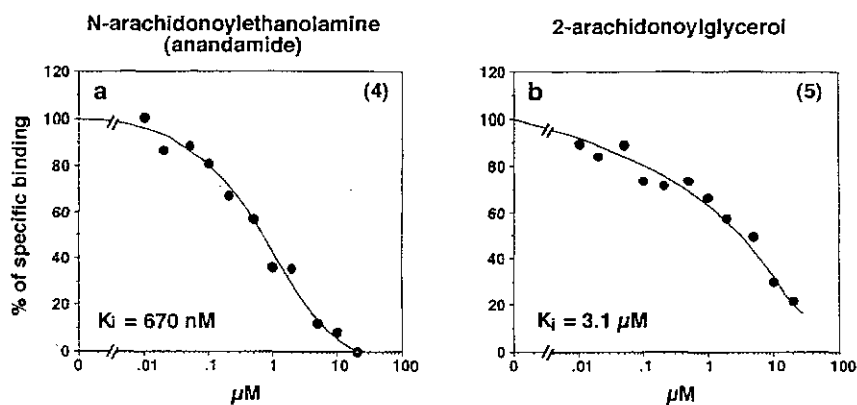 N-arachidonoylethanolamine
(anandamide)
% of specific binding
120
100
80
60
40
20
0
a
(4)
Ki = 670 nM
0
.01
.1
1
10
100
µM
2-arachidonoylglycerol
120
100
80
60
40
20
0
b
(5)
Ki = 3.1 µM
0
.01
.1
1
10
100
µM